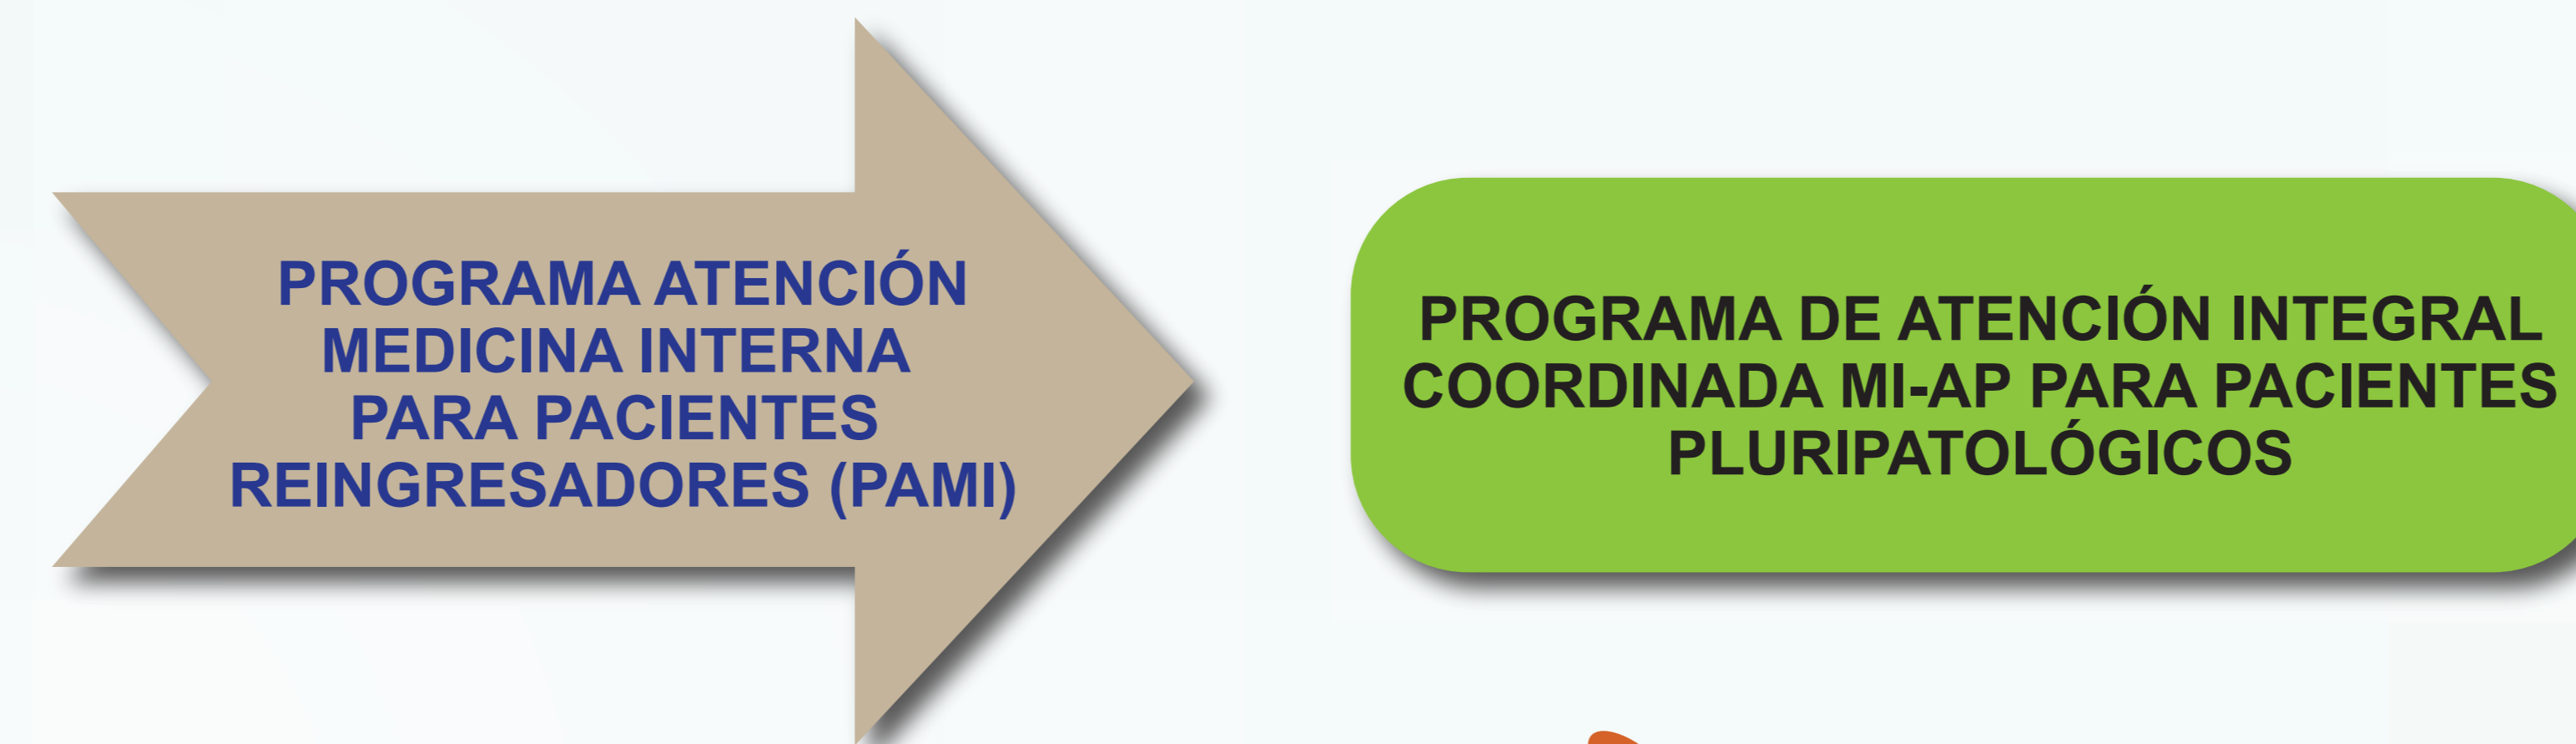 PROGRAMA ATENCIÓN
MEDICINA INTERNA
PARA PACIENTES
REINGRESADORES (PAMI)
PROGRAMA DE ATENCIÓN INTEGRAL
COORDINADA MI-AP PARA PACIENTES
PLURIPATOLÓGICOS